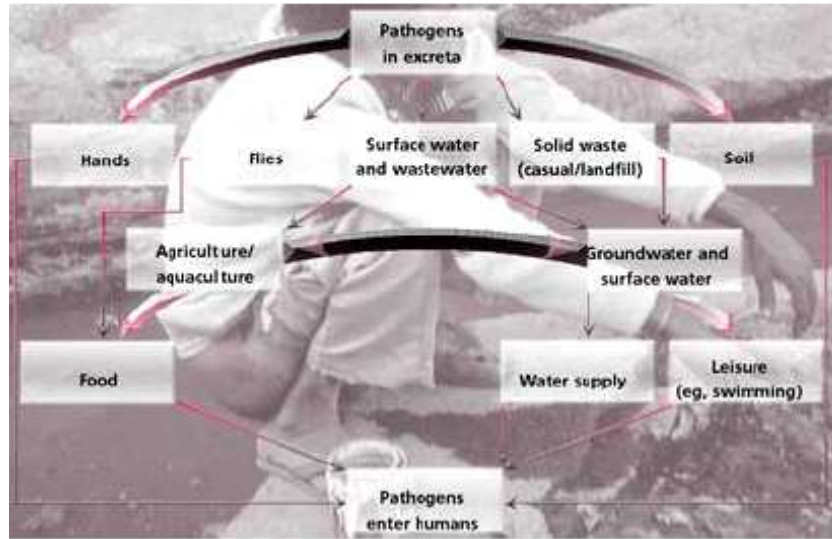 Pathogens
in excreta
Hands
Flies
Surface water
and wastewater
Solid waste
(casual/landfill)
Soil
Agriculture/
aquaculture
Groundwater and
surface water
Food
Water supply
Leisure
(eg, swimming)
Pathogens
enter humans